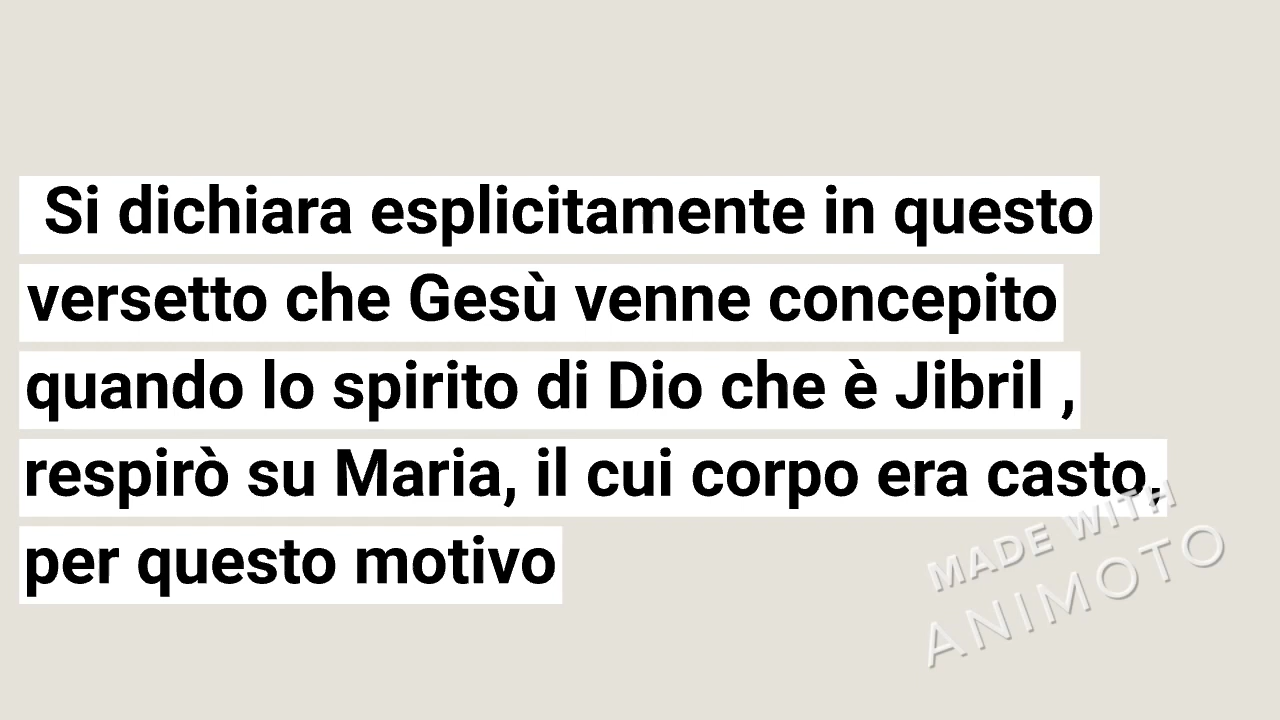 Si dichiara esplicitamente in questo
versetto che Gesù venne concepito
quando lo spirito di Dio che è Jibril ,
respirò su Maria, il cui corpo era casto,
per questo motivo
MADE WITH
ANIMOTO